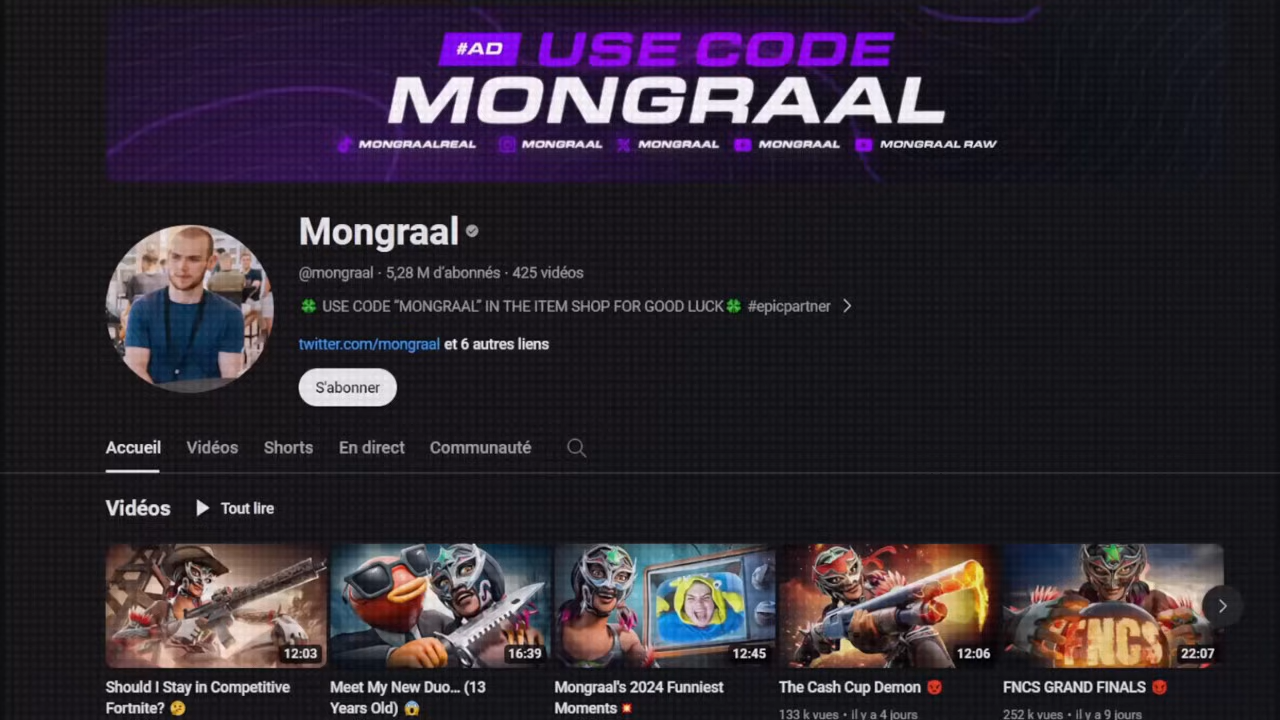 #AD USE CODE
MONGRAAL
MONGRAALREAL MONGRAAL MONGRAAL MONGRAAL MONGRAAL RAW
Mongraal
@mongraal · 5,28 M d'abonnés · 425 vidéos
🍀 USE CODE "MONGRAAL" IN THE ITEM SHOP FOR GOOD LUCK🍀 #epicpartner
twitter.com/mongraal et 6 autres liens
S'abonner
Accueil Vidéos Shorts En direct Communauté
Vidéos Tout lire
FNCS
12:03 16:39 12:45 12:06 22:07
Should I Stay in Competitive
Fortnite? 🤔
Meet My New Duo... (13
Years Old) 😱
Mongraal's 2024 Funniest
Moments 💥
The Cash Cup Demon 👹
133 k vues · il y a 4 jours
FNCS GRAND FINALS 👹
252 k vues · il y a 9 jours